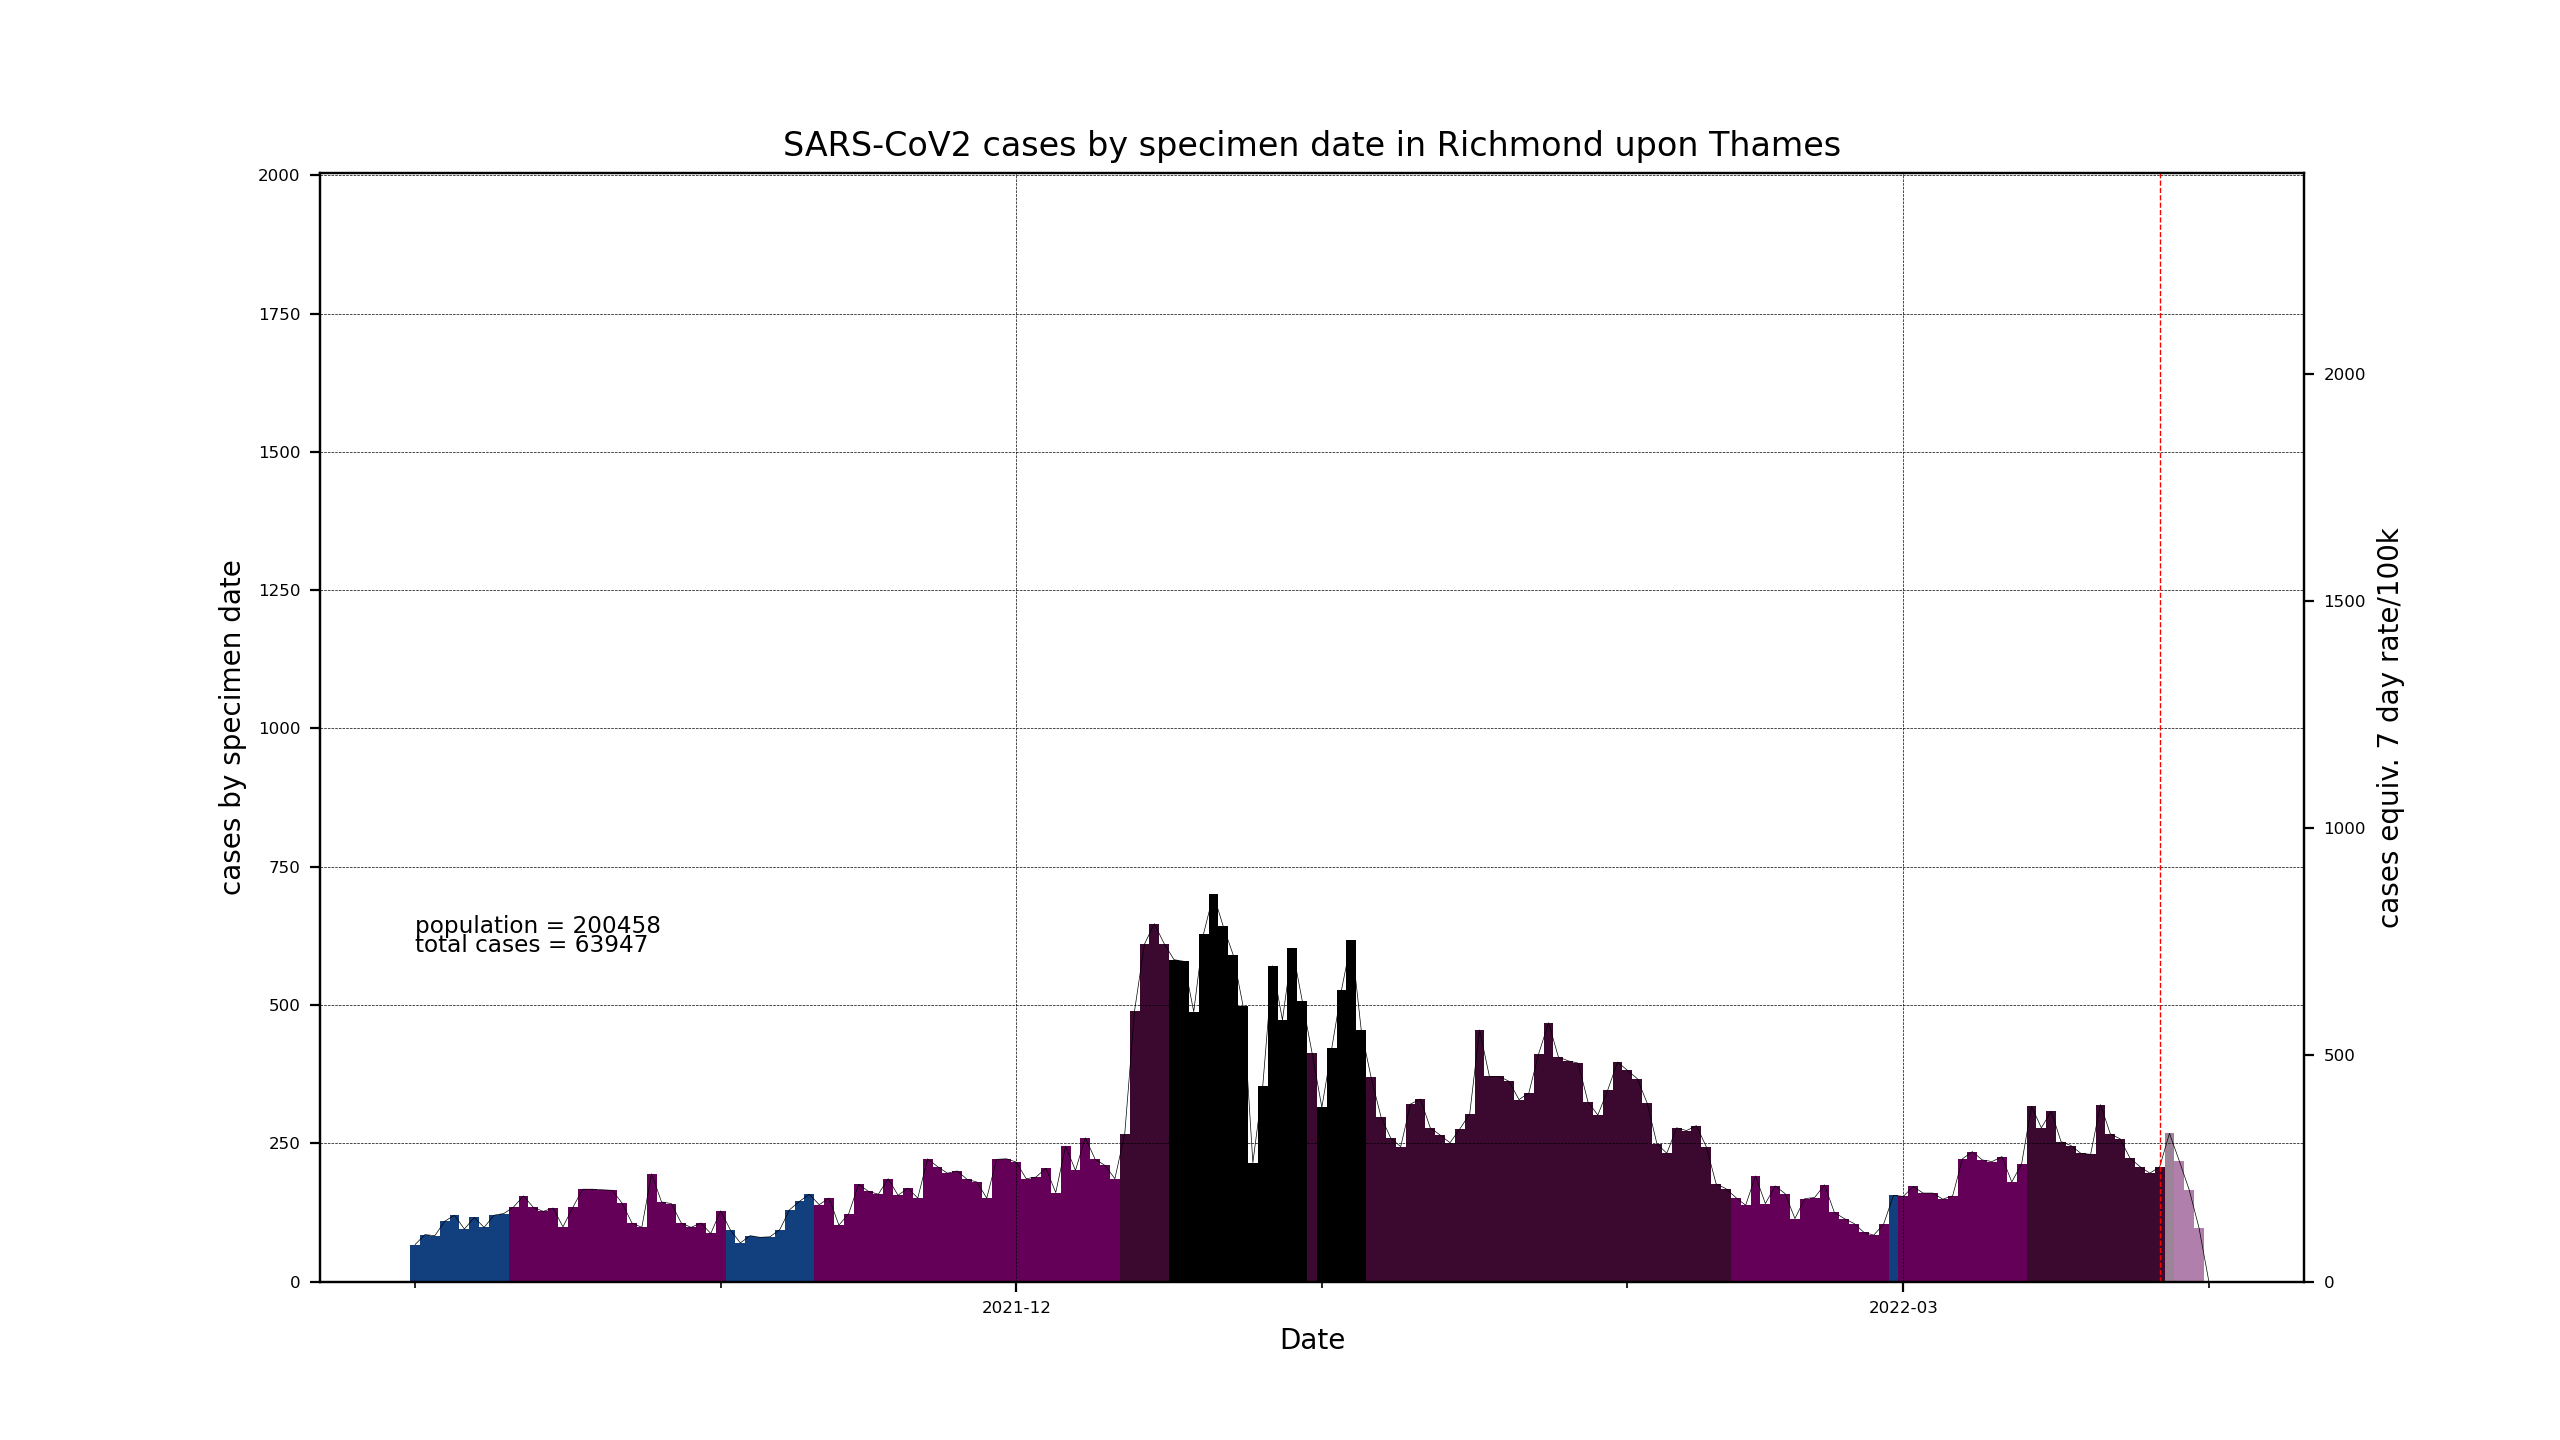 SARS-CoV2 cases by specimen date in Richmond upon Thames
2000
1750
1500
1250
1000
750
500
250
0
cases by specimen date
population = 200458
total cases = 63947
2000
1500
1000
500
0
cases equiv. 7 day rate/100k
2021-12
2022-03
Date